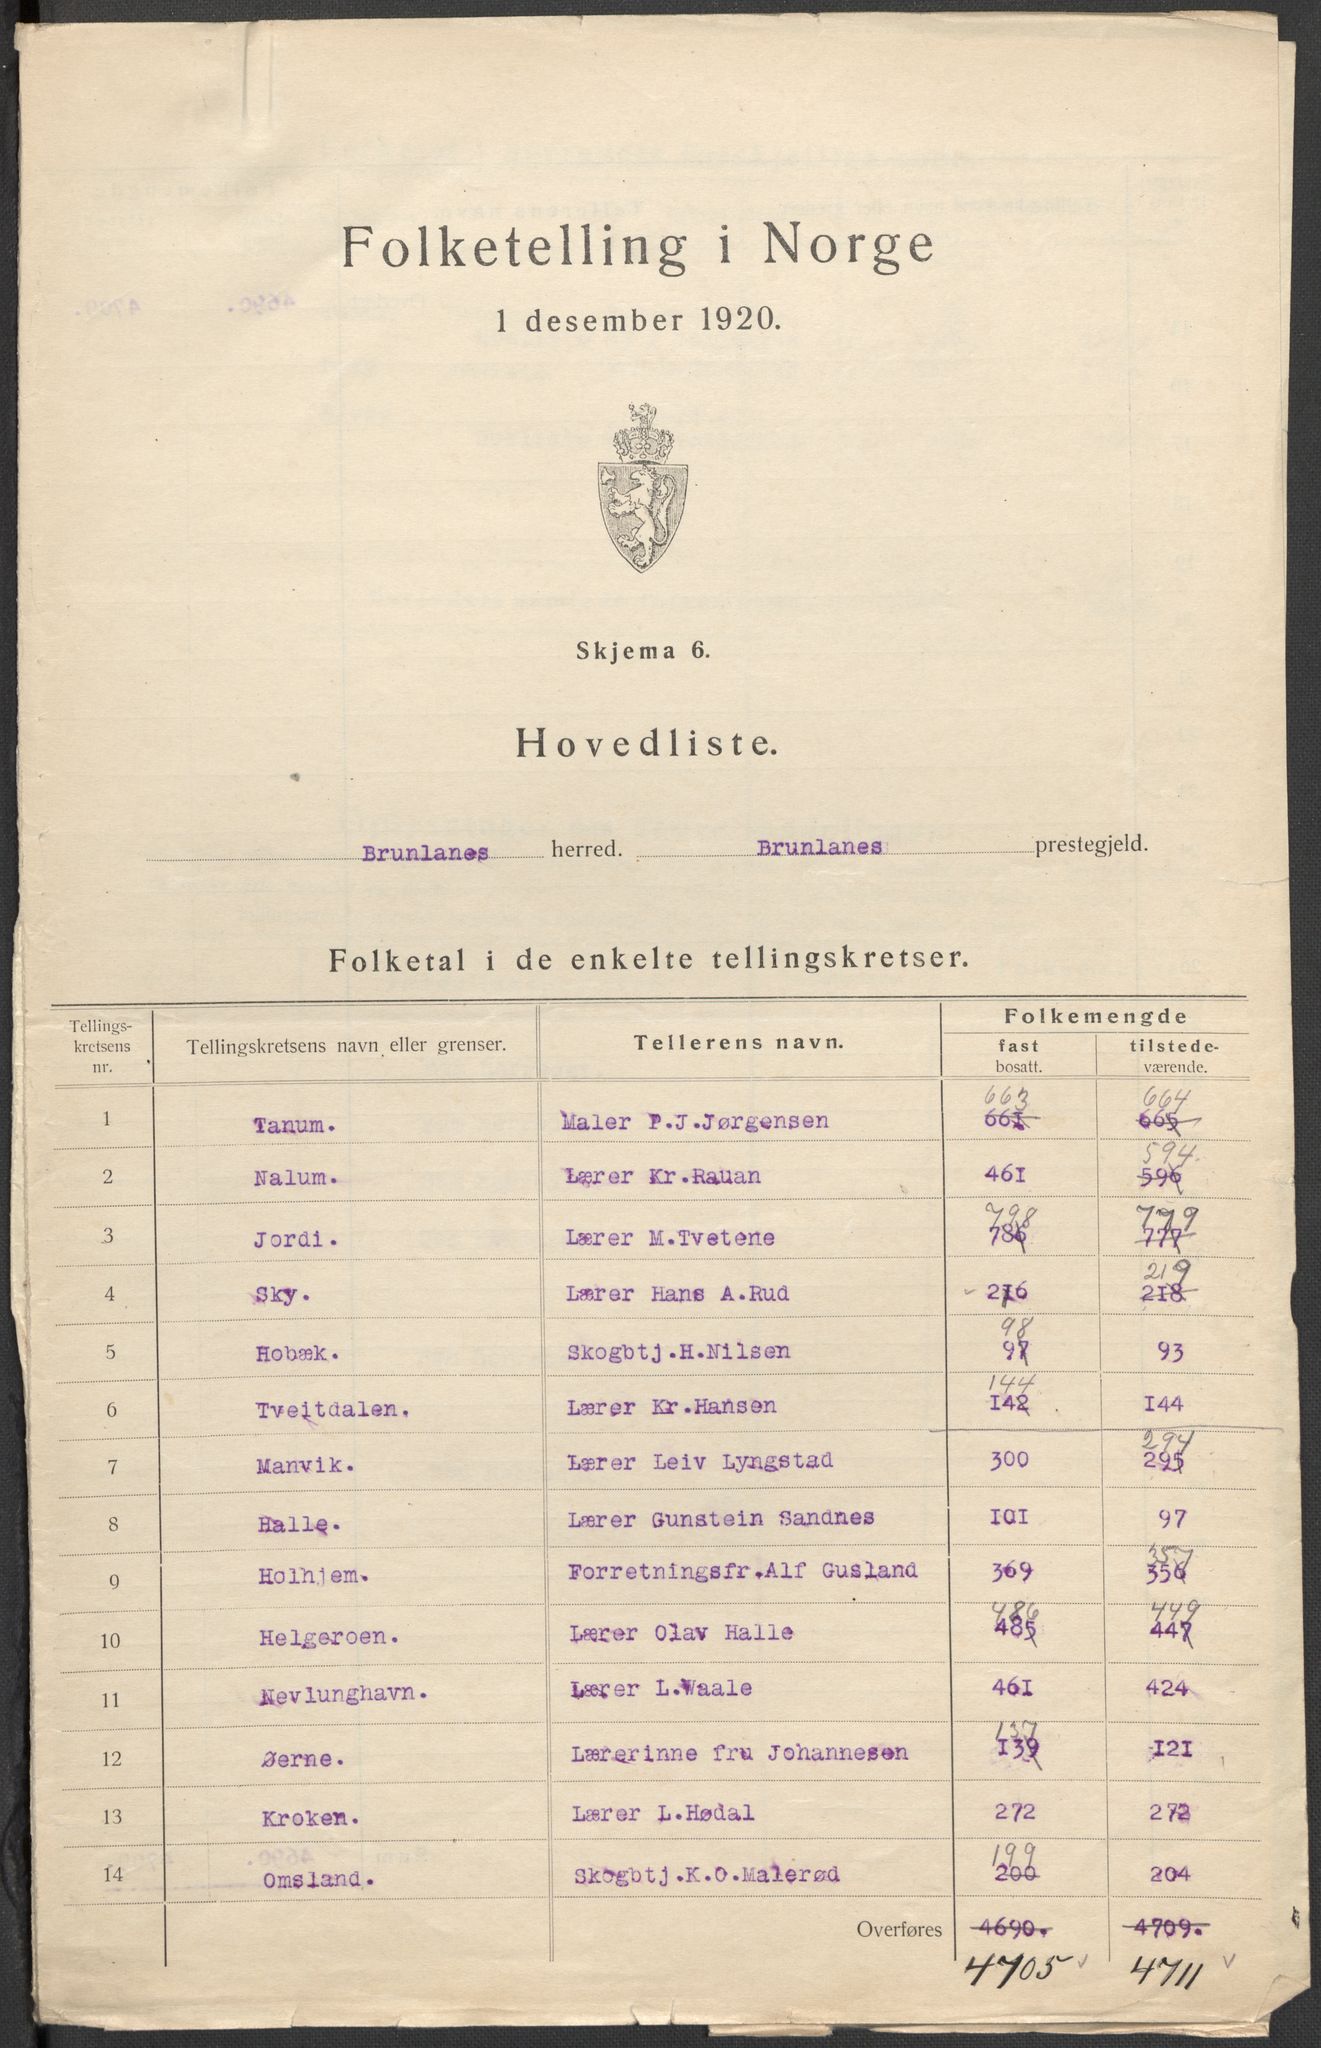 Folketelling i Norge
1 desember 1920.
Skjema 6.
Hovedliste.
Brunlanes herred. Brunlanes prestegjeld.
Folketal i de enkelte tellingskretser.
Tellings-kretsens nr. Tellingskretsens navn eller grenser. Tellerens navn. Folkemengde
fast bosatt. tilstede-værende.
663 664
1 Tanum. Maler P.J.Jørgensen 661 665
594
2 Nalum. Lærer Kr.Rauan 461 596
798 779
3 Jordi. Lærer M.Tvetene 786 777
219
4 Sky. Lærer Hans A.Rud 216 218
98
5 Hobæk. Skogbtj.H.Nilsen 97 93
144
6 Tveitdalen. Lærer Kr.Hansen 142 144
294
7 Manvik. Lærer Leiv Lyngstad 300 295
8 Halle. Lærer Gunstein Sandnes 101 97
357
9 Holhjem. Forretningsfr.Alf Gusland 369 356
486 449
10 Helgeroen. Lærer Olav Halle 485 447
11 Nevlunghavn. Lærer L.Waale 461 424
137
12 Øerne. Lærerinne fru Johannesen 139 121
13 Kroken. Lærer L.Hødal 272 272
199
14 Omsland. Skogbtj.K.O.Malerød 200 204
Overføres 4690. 4709.
4705 4711